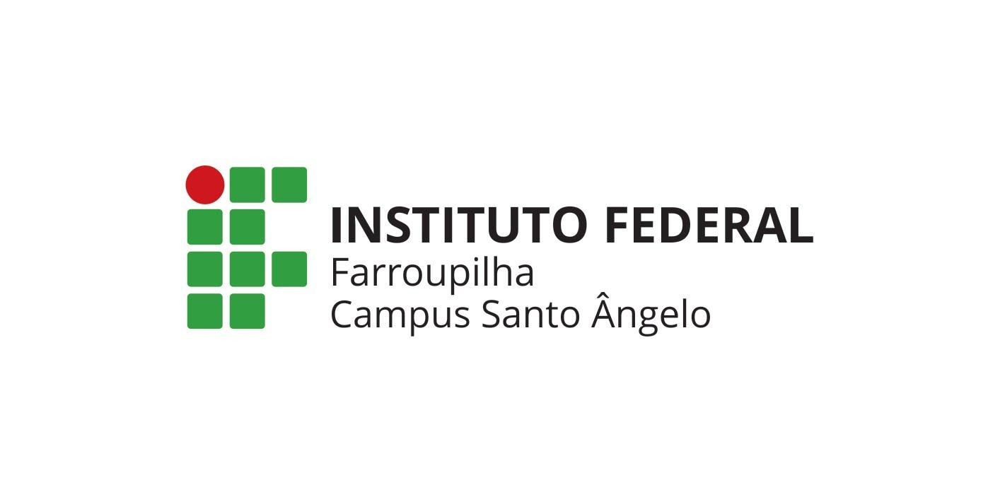 INSTITUTO FEDERAL
Farroupilha
Campus Santo Ângelo